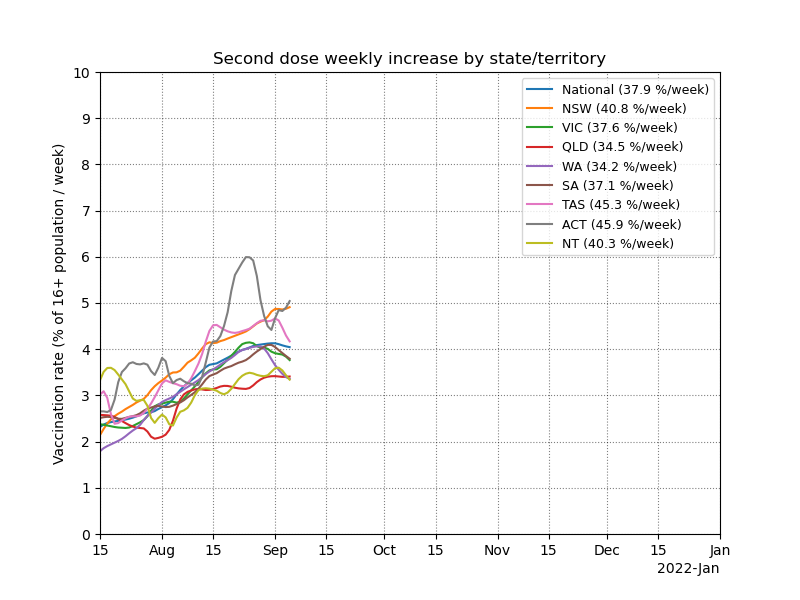 Second dose weekly increase by state/territory
Vaccination rate (% of 16+ population / week)
10
9
8
7
6
5
4
3
2
1
0
National (37.9 %/week)
NSW (40.8 %/week)
VIC (37.6 %/week)
QLD (34.5 %/week)
WA (34.2 %/week)
SA (37.1 %/week)
TAS (45.3 %/week)
ACT (45.9 %/week)
NT (40.3 %/week)
15 Aug 15 Sep 15 Oct 15 Nov 15 Dec 15 Jan
2022-Jan